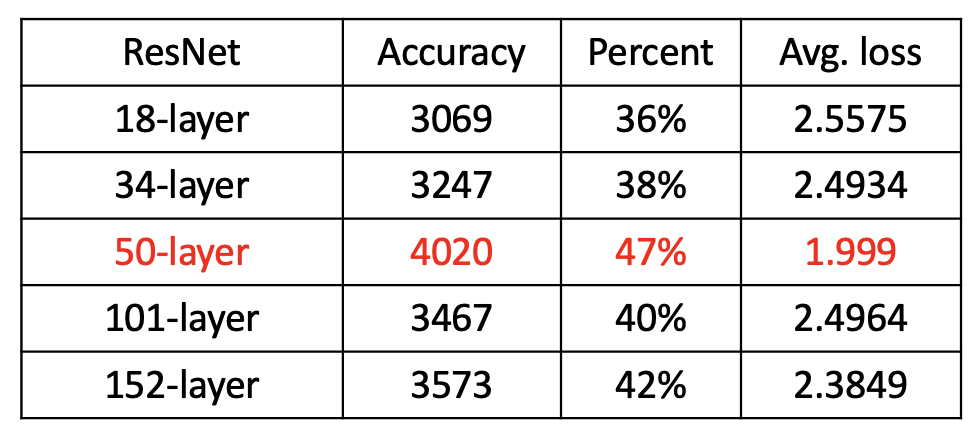 ResNet Accuracy Percent Avg. loss
18-layer 3069 36% 2.5575
34-layer 3247 38% 2.4934
50-layer 4020 47% 1.999
101-layer 3467 40% 2.4964
152-layer 3573 42% 2.3849